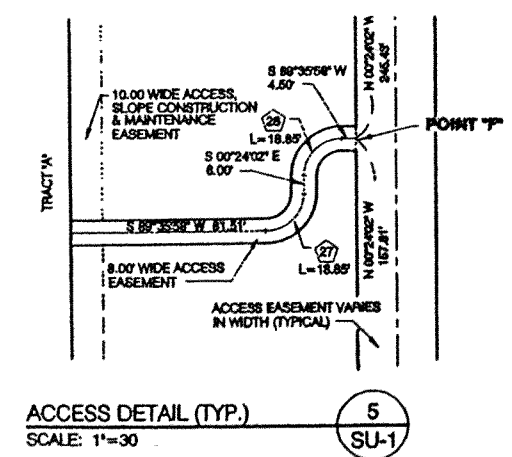 S 89°35'58" W
4.50'
N 00°24'02" W
245.43'
10.00 WIDE ACCESS,
SLOPE CONSTRUCTION
& MAINTENANCE
EASEMENT
26
L=18.85'
POINT "F"
S 00°24'02" E
6.00'
TRACT "A"
S 89°35'58" W 81.51'
27
L=18.85'
N 00°24'02" W
157.81'
8.00' WIDE ACCESS
EASEMENT
ACCESS EASEMENT VARIES
IN WIDTH (TYPICAL)
ACCESS DETAIL (TYP.)
SCALE: 1"=30
5
SU-1